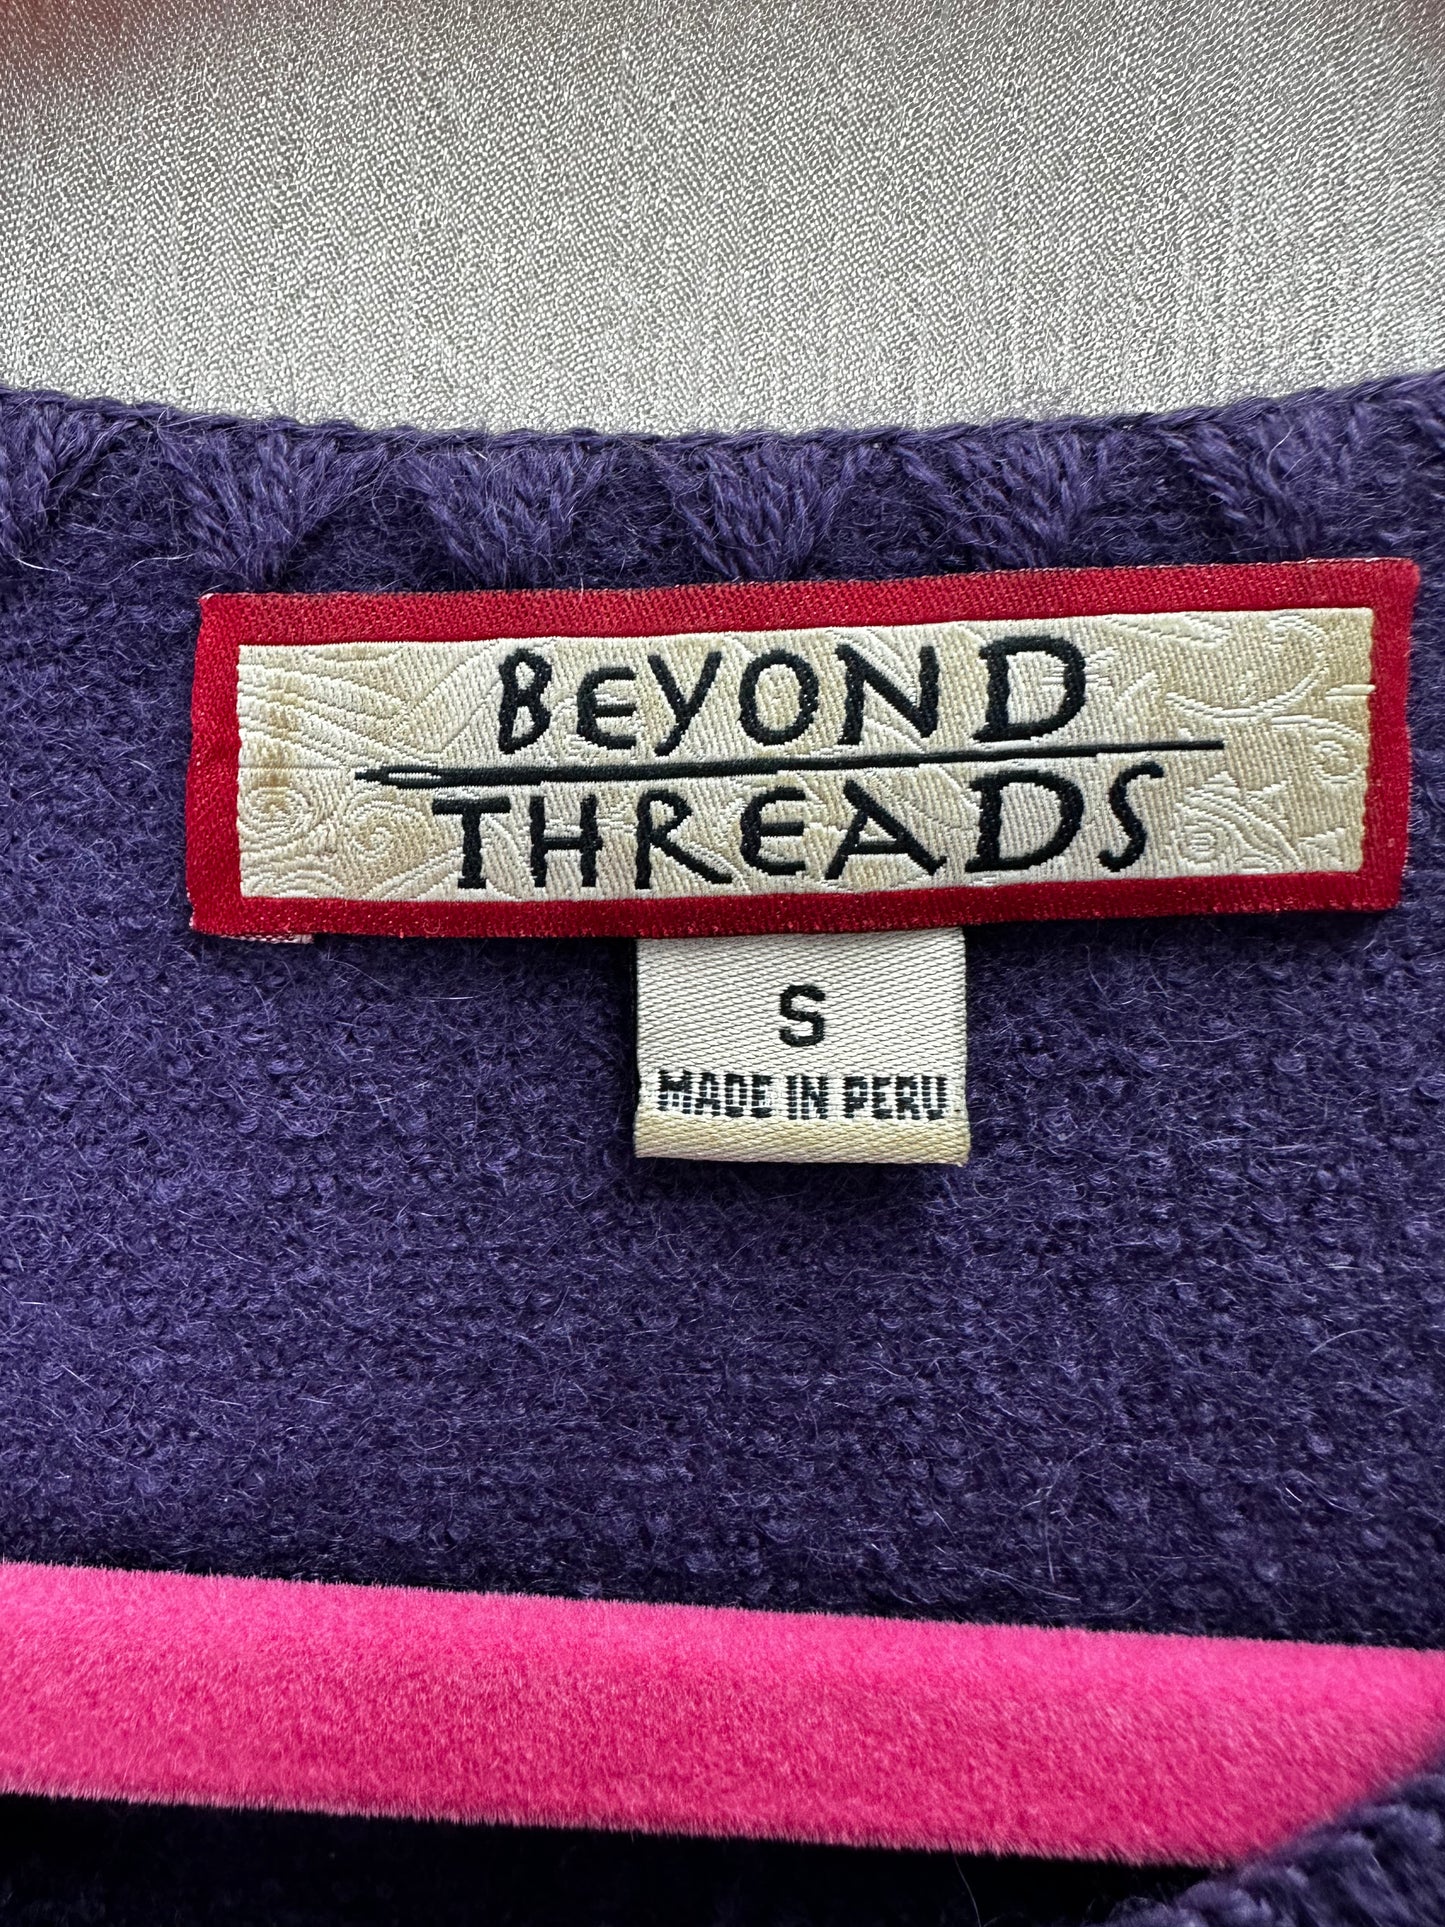 BEYOND
THREADS
S
MADE IN PERU